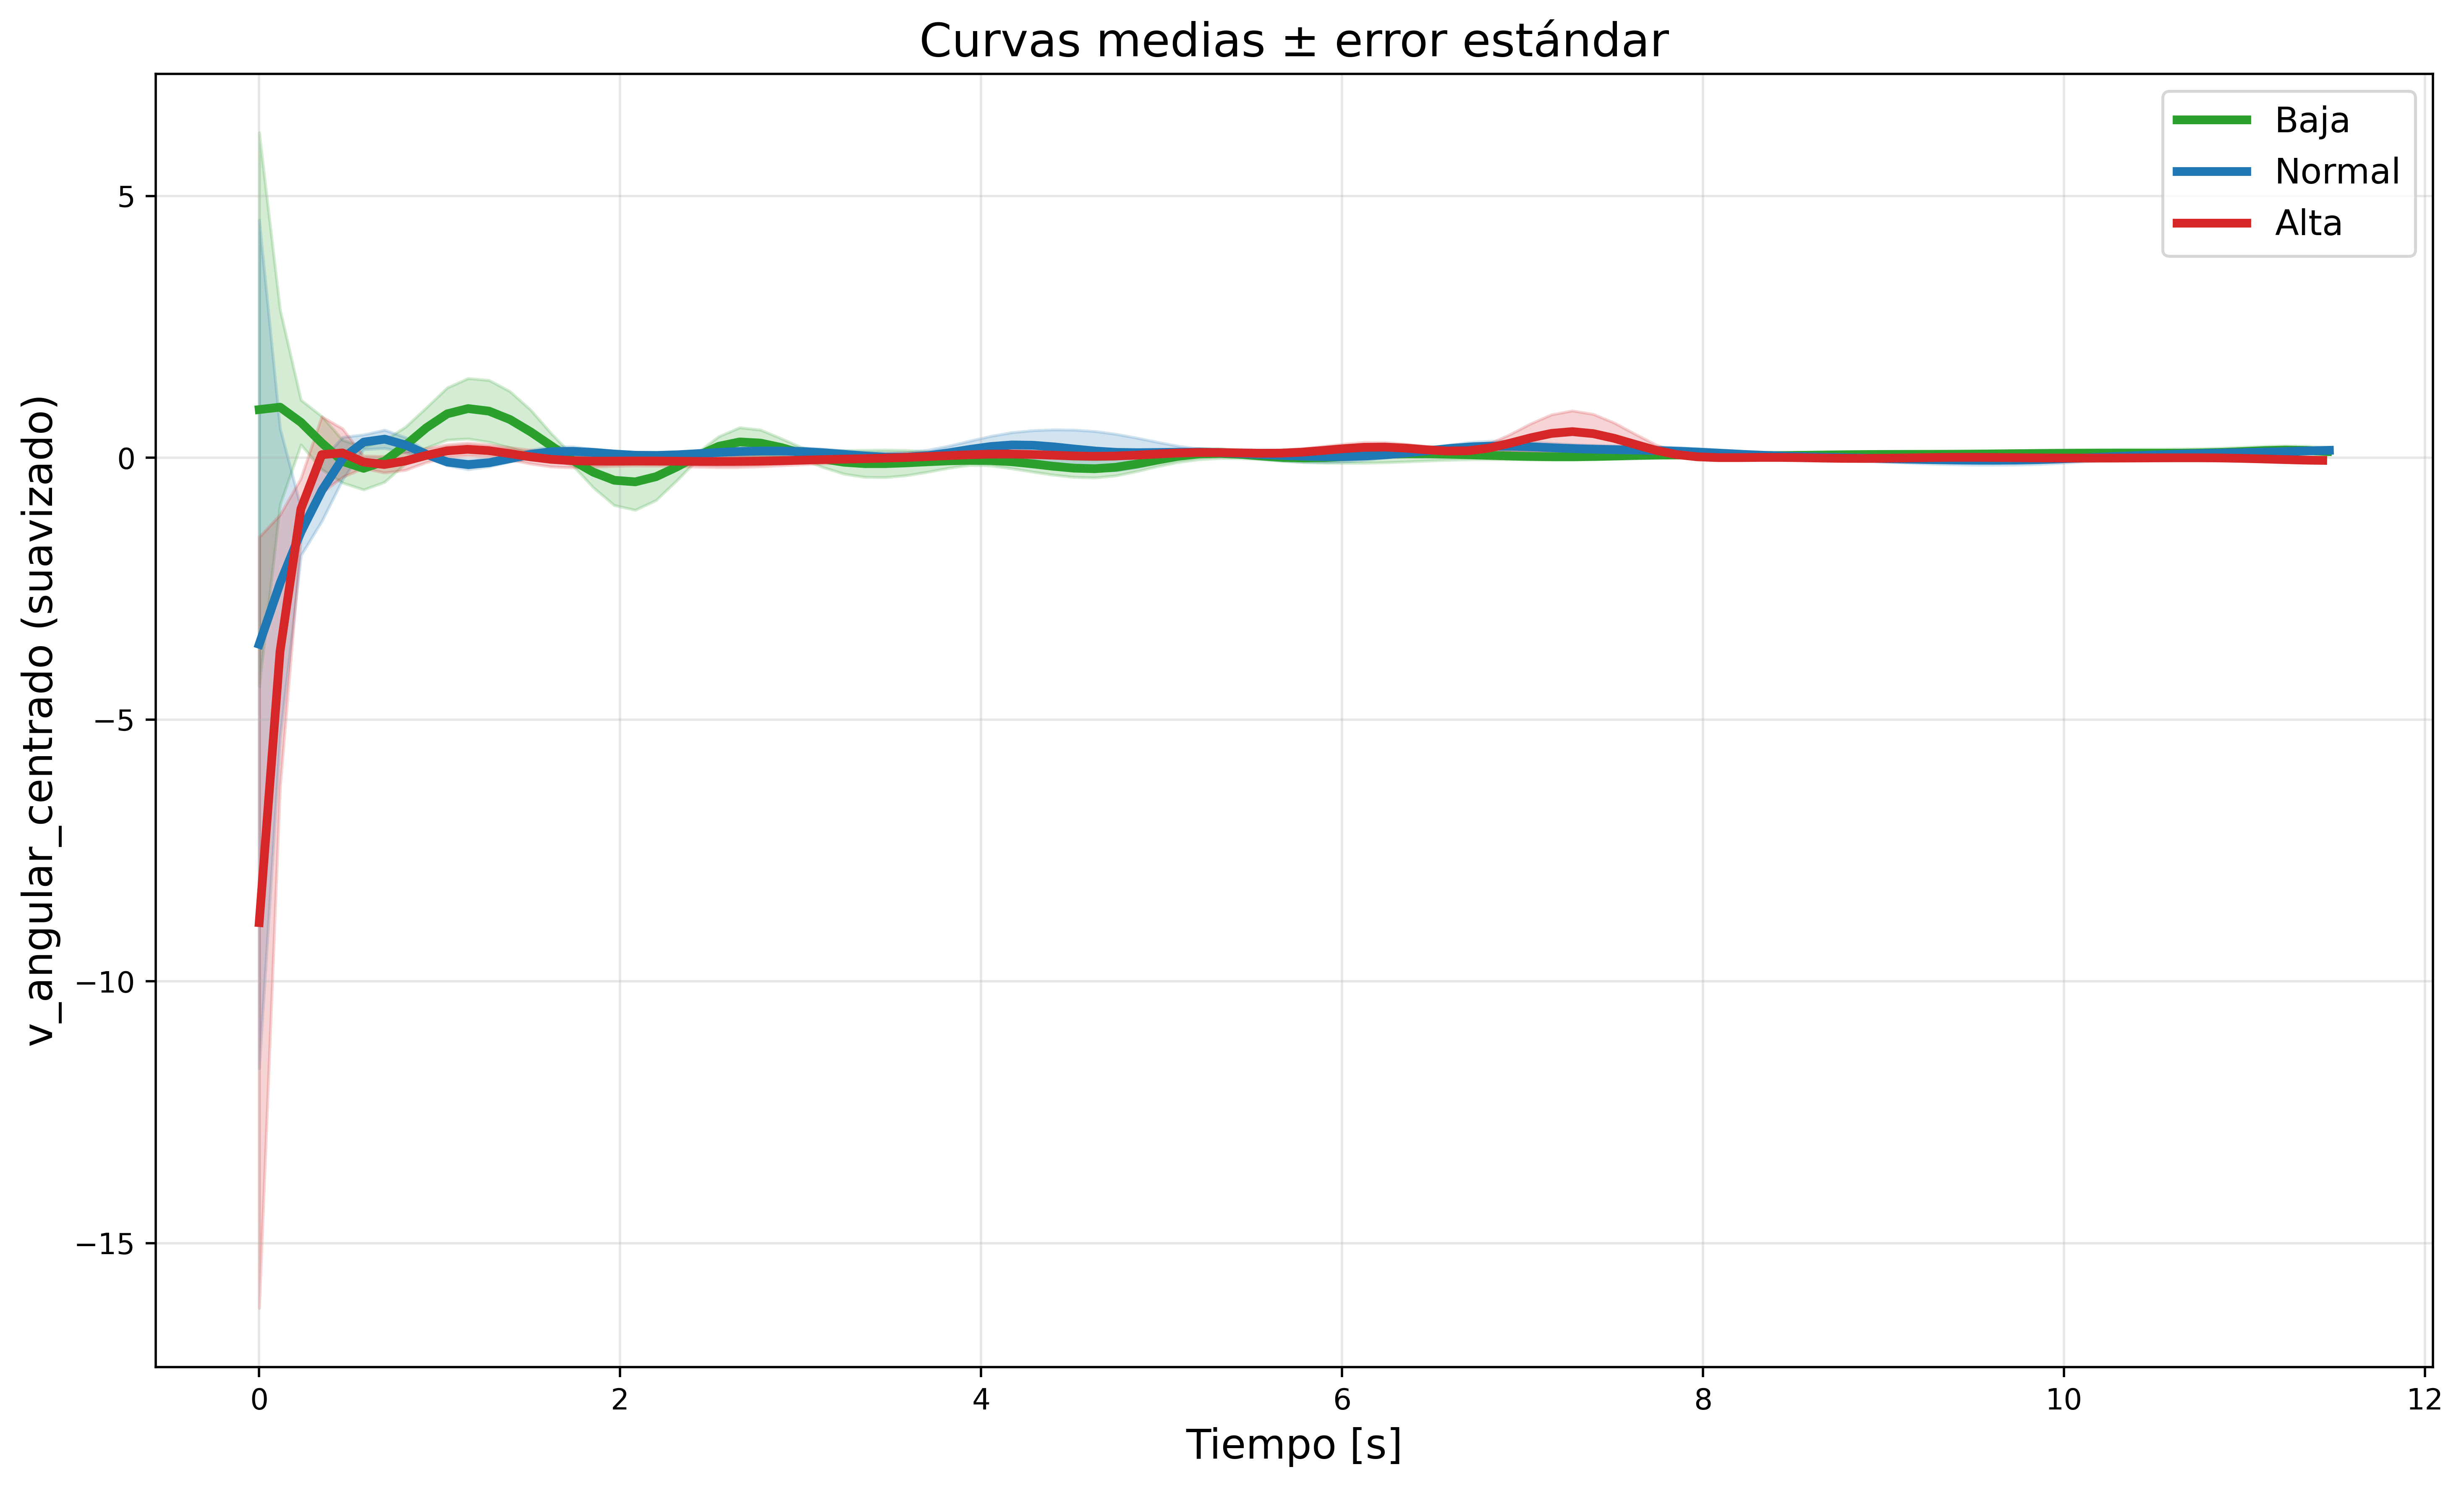 Curvas medias ± error estándar
Baja
Normal
Alta
v_angular_centrado (suavizado)
5
0
−5
−10
−15
0
2
4
6
8
10
12
Tiempo [s]